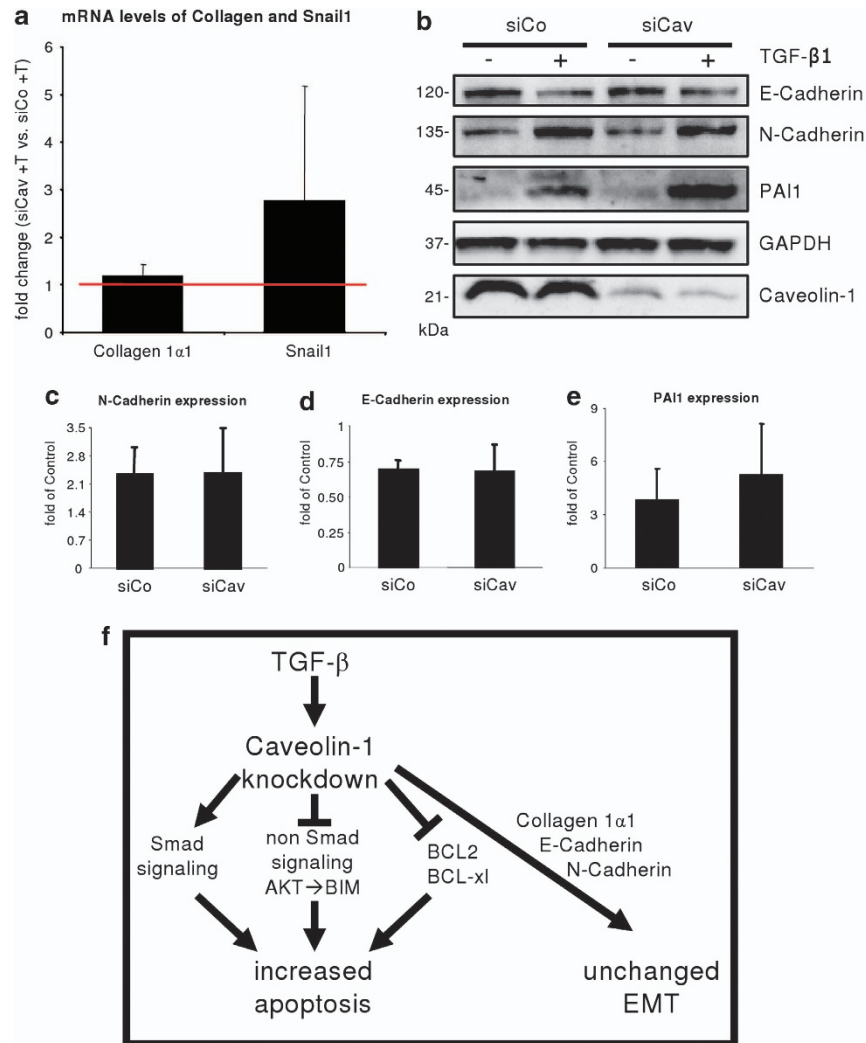 a
mRNA levels of Collagen and Snail1
fold change (siCav +T vs. siCo +T)
6
5
4
3
2
1
0
Collagen 1α1 Snail1
b
siCo siCav
- + - + TGF-β1
120- E-Cadherin
135- N-Cadherin
45- PAI1
37- GAPDH
21- Caveolin-1
kDa
c
N-Cadherin expression
fold of Control
3.5
2.8
2.1
1.4
0.7
0
siCo siCav
d
E-Cadherin expression
fold of Control
1
0.75
0.50
0.25
0
siCo siCav
e
PAI1 expression
fold of Control
9
6
3
0
siCo siCav
f
TGF-β
Caveolin-1
knockdown
Smad
signaling
non Smad
signaling
AKT→BIM
BCL2
BCL-xl
Collagen 1α1
E-Cadherin
N-Cadherin
increased
apoptosis
unchanged
EMT